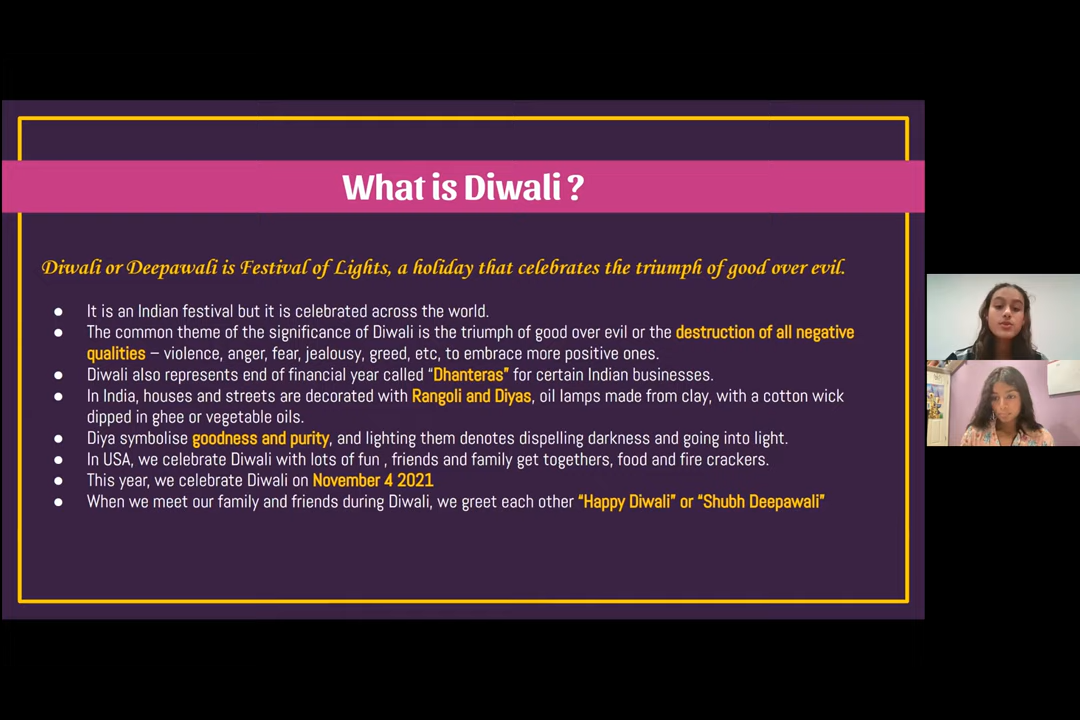 What is Diwali ?
Diwali or Deepawali is Festival of Lights, a holiday that celebrates the triumph of good over evil.
● It is an Indian festival but it is celebrated across the world.
● The common theme of the significance of Diwali is the triumph of good over evil or the destruction of all negative
qualities – violence, anger, fear, jealousy, greed, etc, to embrace more positive ones.
● Diwali also represents end of financial year called “Dhanteras” for certain Indian businesses.
● In India, houses and streets are decorated with Rangoli and Diyas, oil lamps made from clay, with a cotton wick
dipped in ghee or vegetable oils.
● Diya symbolise goodness and purity, and lighting them denotes dispelling darkness and going into light.
● In USA, we celebrate Diwali with lots of fun , friends and family get togethers, food and fire crackers.
● This year, we celebrate Diwali on November 4 2021
● When we meet our family and friends during Diwali, we greet each other “Happy Diwali” or “Shubh Deepawali”